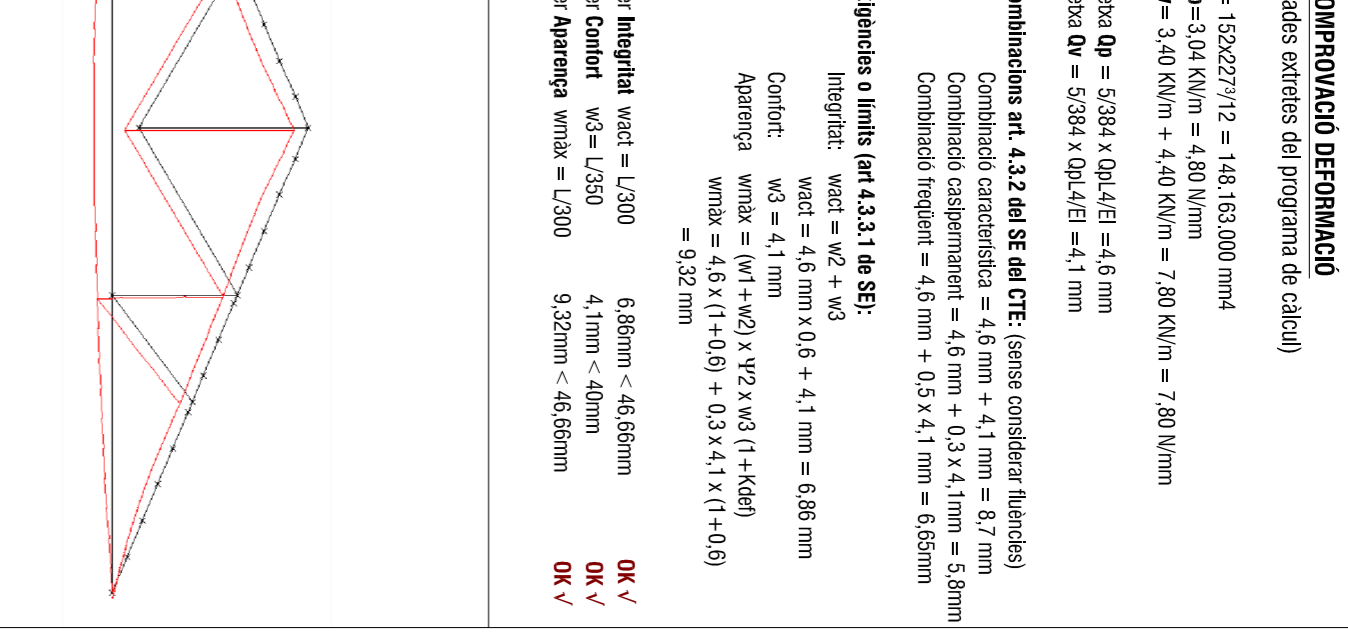 OMPROVACIÓ DEFORMACIÓ
ades extretes del programa de càlcul)
= 152x227³/12 = 148.163.000 mm4
=3,04 KN/m = 4,80 N/mm
= 3,40 KN/m + 4,40 KN/m = 7,80 KN/m = 7,80 N/mm
etxa Qp = 5/384 x QpL4/EI =4,6 mm
etxa Qv = 5/384 x QpL4/EI =4,1 mm
ombinacions art. 4.3.2 del SE del CTE: (sense considerar fluències)
Combinació característica = 4,6 mm + 4,1 mm = 8,7 mm
Combinació casipermanent = 4,6 mm + 0,3 x 4,1mm = 5,8mm
Combinació freqüent = 4,6 mm + 0,5 x 4,1 mm = 6,65mm
igències o límits (art 4.3.3.1 de SE):
Integritat: wact = w2 + w3
wact = 4,6 mm x 0,6 + 4,1 mm = 6,86 mm
Confort: w3 = 4,1 mm
Aparença wmàx = (w1+w2) x Ψ2 x w3 (1+Kdef)
wmàx = 4,6 x (1+0,6) + 0,3 x 4,1 x (1+0,6)
= 9,32 mm
er Integritat wact = L/300 6,86mm < 46,66mm OK √
er Confort w3= L/350 4,1mm < 40mm OK √
er Aparença wmàx = L/300 9,32mm < 46,66mm OK √